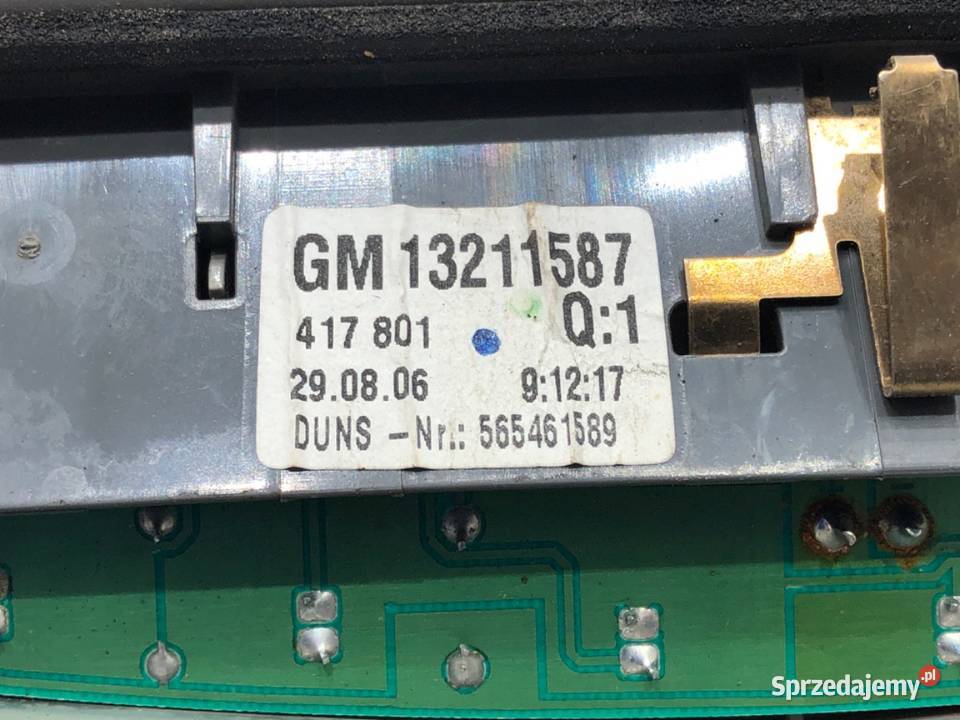 GM 13211587
417 801 Q:1
29.08.06 9:12:17
DUNS -Nr.: 565461589
Sprzedajemy.pl